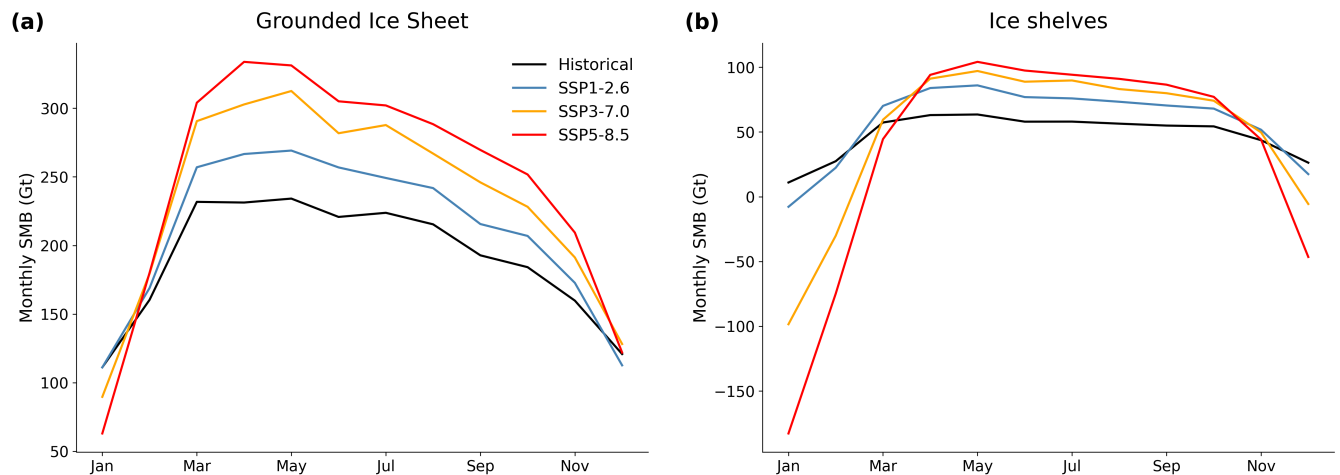 (a)
Grounded Ice Sheet
Monthly SMB (Gt)
300
250
200
150
100
50
Jan
Mar
May
Jul
Sep
Nov
Historical
SSP1-2.6
SSP3-7.0
SSP5-8.5
(b)
Ice shelves
Monthly SMB (Gt)
100
50
0
−50
−100
−150
Jan
Mar
May
Jul
Sep
Nov